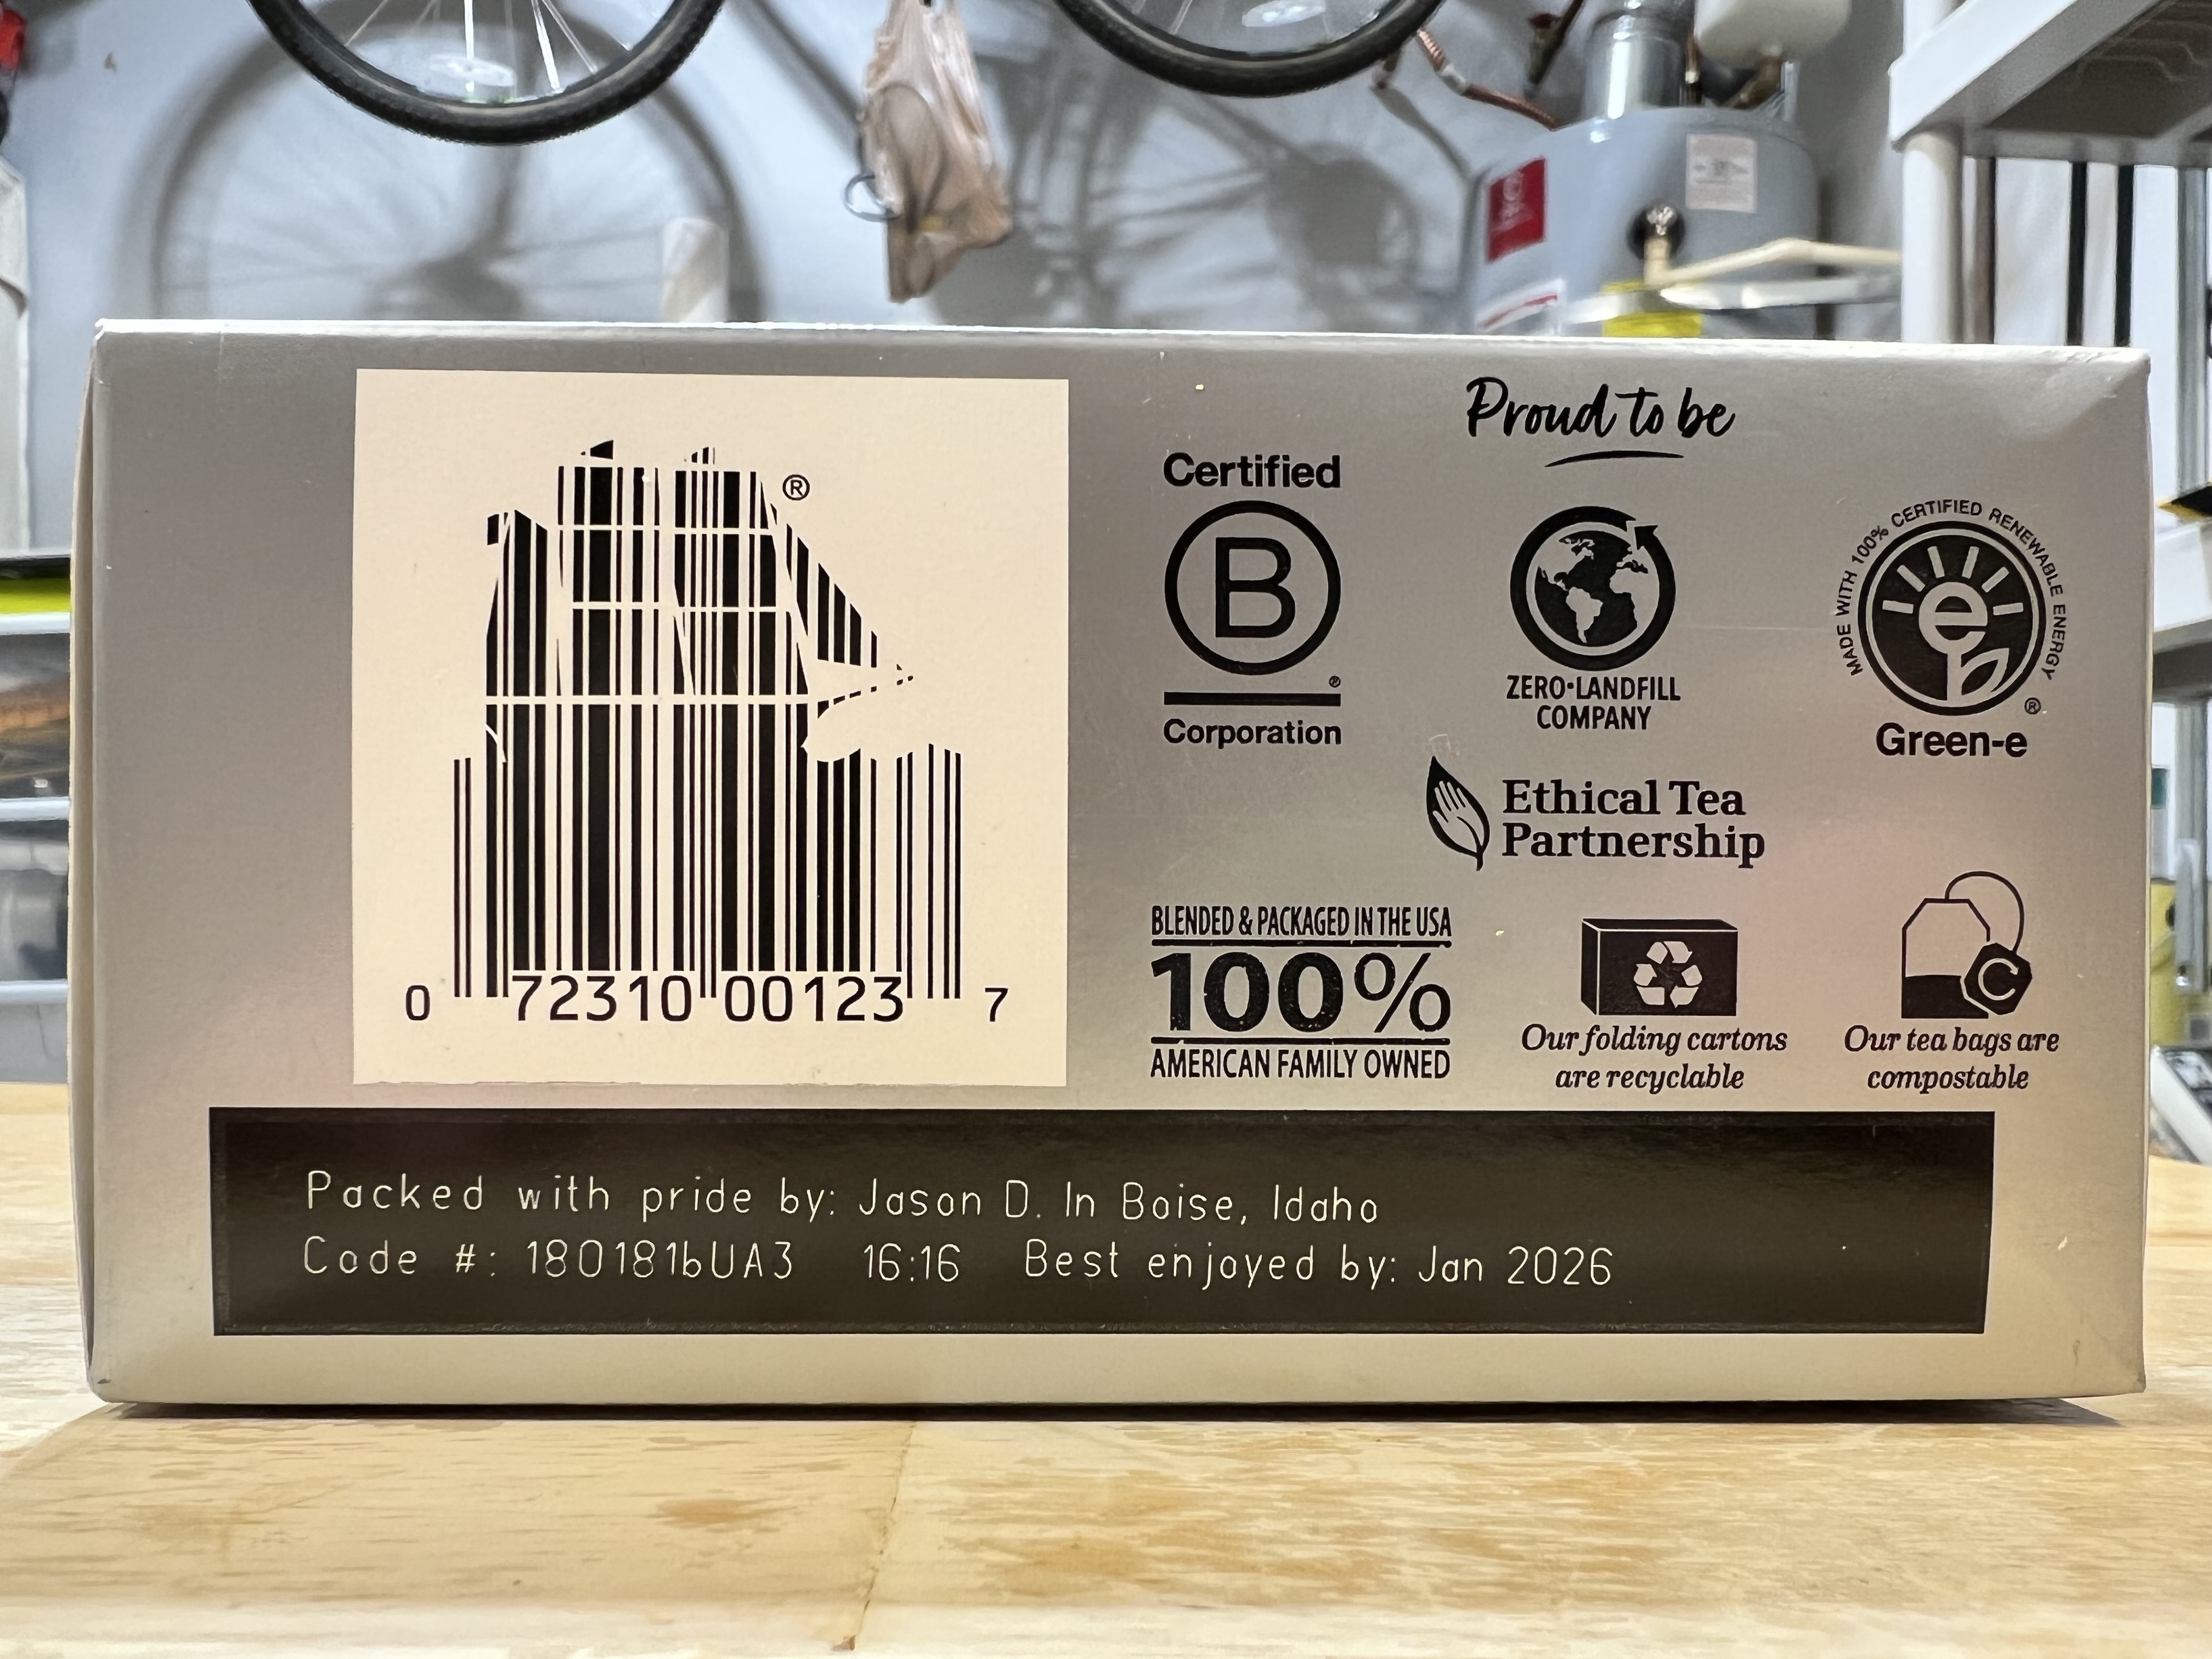 ®
0 72310 00123 7
Proud to be
Certified
B
®
Corporation
ZERO•LANDFILL
COMPANY
MADE WITH 100% CERTIFIED RENEWABLE ENERGY
e
®
Green-e
Ethical Tea
Partnership
BLENDED & PACKAGED IN THE USA
100%
AMERICAN FAMILY OWNED
Our folding cartons
are recyclable
C
Our tea bags are
compostable
Packed with pride by: Jason D. In Boise, Idaho
Code #: 180181bUA3 16:16 Best enjoyed by: Jan 2026